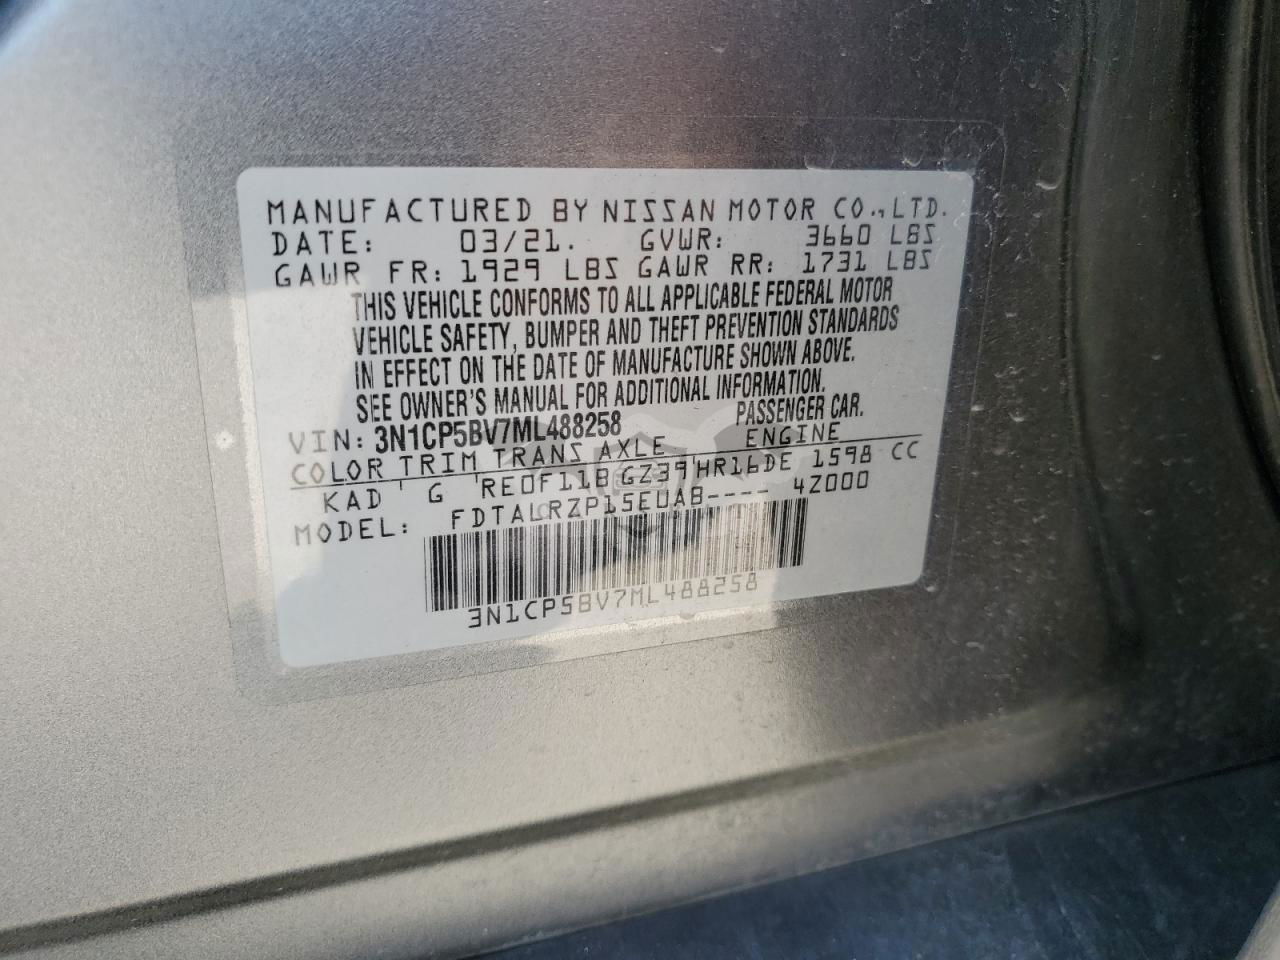 MANUFACTURED BY NISSAN MOTOR CO.,LTD.
DATE: 03/21. GVWR: 3660 LBS
GAWR FR: 1929 LBS GAWR RR: 1731 LBS
THIS VEHICLE CONFORMS TO ALL APPLICABLE FEDERAL MOTOR
VEHICLE SAFETY, BUMPER AND THEFT PREVENTION STANDARDS
IN EFFECT ON THE DATE OF MANUFACTURE SHOWN ABOVE.
SEE OWNER'S MANUAL FOR ADDITIONAL INFORMATION.
VIN: 3N1CP5BV7ML488258 PASSENGER CAR.
COLOR TRIM TRANS AXLE ENGINE
KAD G RE0F11B GZ39 HR16DE 1598 CC
MODEL: FDTALRZP15EUAB---- 4Z000
3N1CP5BV7ML488258